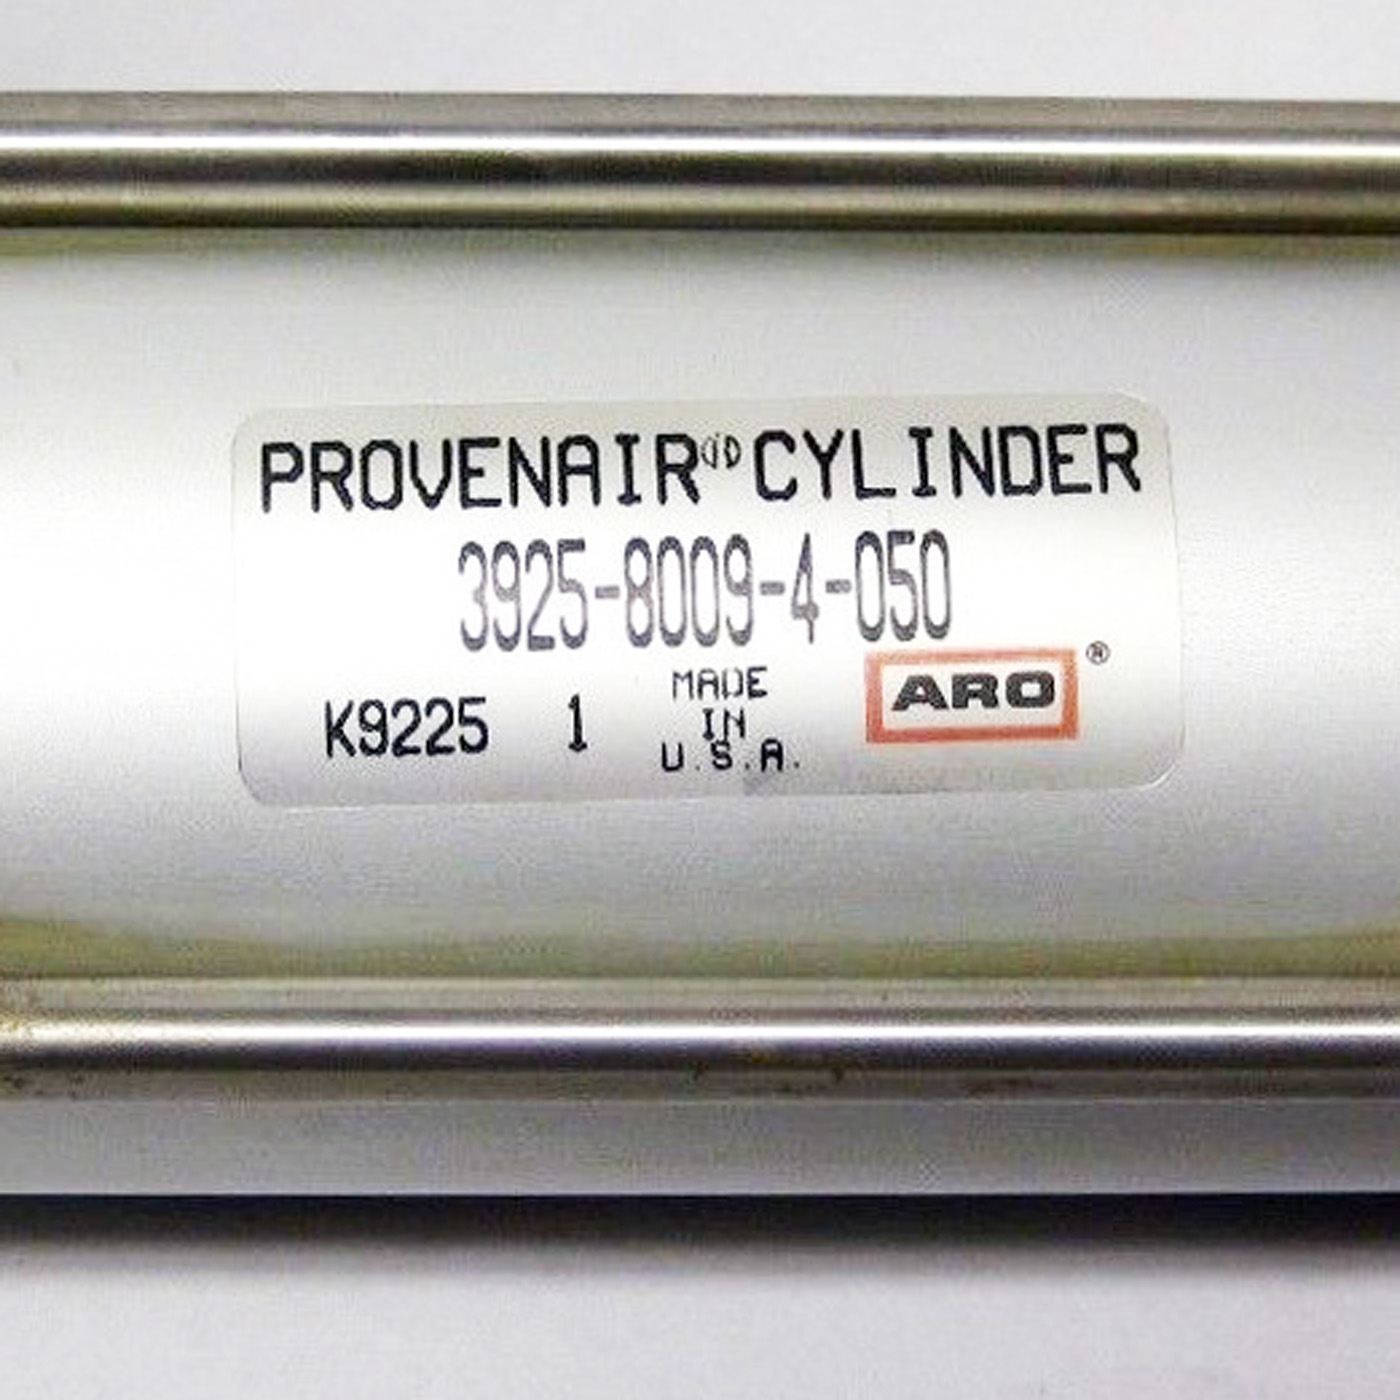 PROVENAIR® CYLINDER
3925-8009-4-050
K9225 1
MADE
IN
U.S.A.
ARO®